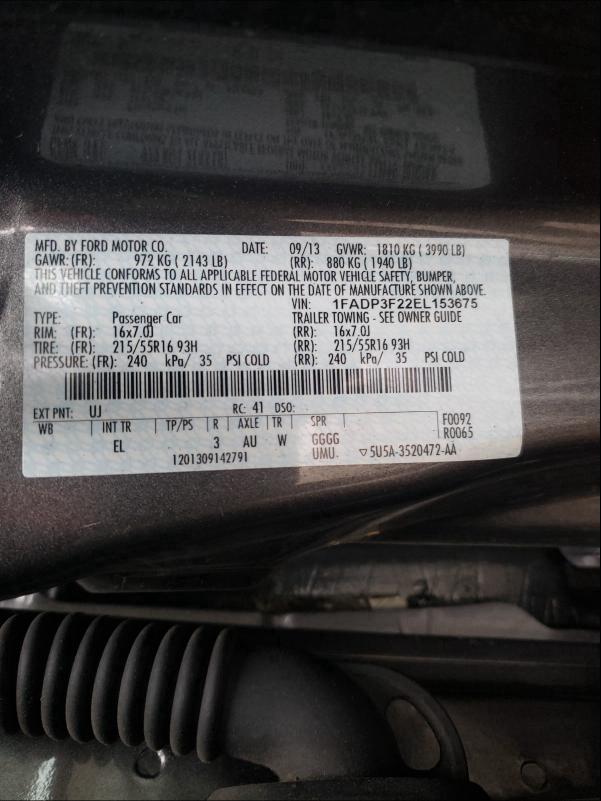 MFD. BY FORD MOTOR CO. DATE: 09/13 GVWR: 1810 KG ( 3990 LB)
GAWR: (FR): 972 KG ( 2143 LB) (RR): 880 KG ( 1940 LB)
THIS VEHICLE CONFORMS TO ALL APPLICABLE FEDERAL MOTOR VEHICLE SAFETY, BUMPER,
AND THEFT PREVENTION STANDARDS IN EFFECT ON THE DATE OF MANUFACTURE SHOWN ABOVE.
VIN: 1FADP3F22EL153675
TYPE: Passenger Car TRAILER TOWING - SEE OWNER GUIDE
RIM: (FR): 16x7.0J (RR): 16x7.0J
TIRE: (FR): 215/55R16 93H (RR): 215/55R16 93H
PRESSURE: (FR): 240 kPa/ 35 PSI COLD (RR): 240 kPa/ 35 PSI COLD
EXT PNT: UJ RC: 41 DSO:
WB INT TR TP/PS R AXLE TR SPR F0092
EL 3 AU W GGGG R0065
1201309142791 UMU. ▽5U5A-3520472-AA